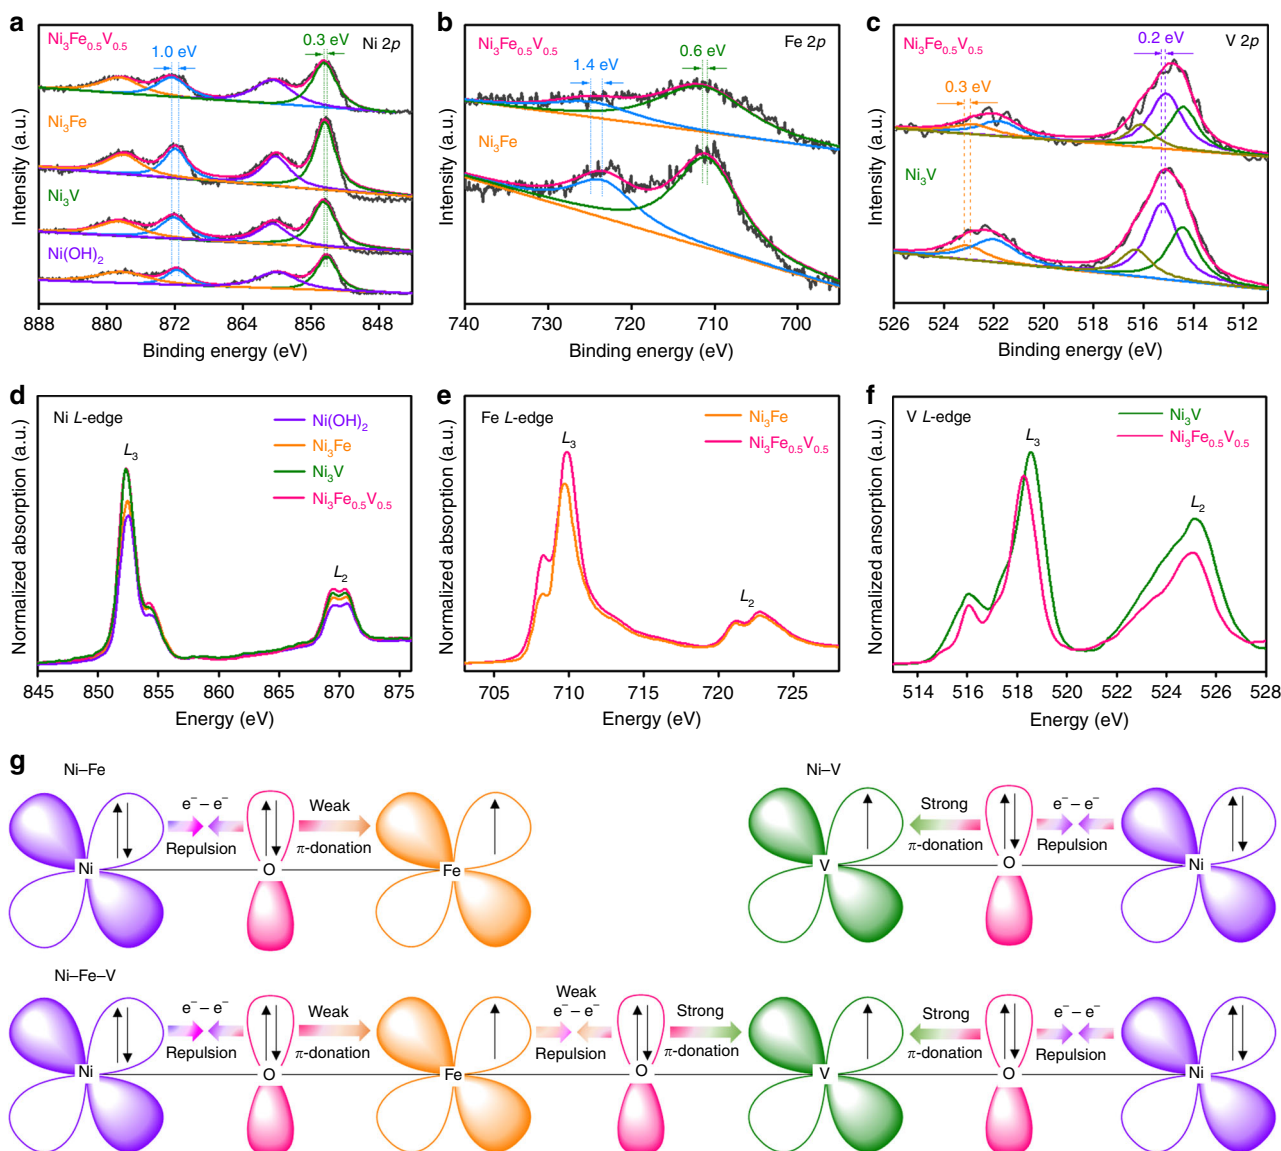 a
Ni3Fe0.5V0.5
1.0 eV
0.3 eV
Ni 2p
Ni3Fe
Ni3V
Ni(OH)2
Intensity (a.u.)
888 880 872 864 856 848
Binding energy (eV)
b
Ni3Fe0.5V0.5
1.4 eV
0.6 eV
Fe 2p
Ni3Fe
Intensity (a.u.)
740 730 720 710 700
Binding energy (eV)
c
Ni3Fe0.5V0.5
0.3 eV
0.2 eV
V 2p
Ni3V
Intensity (a.u.)
526 524 522 520 518 516 514 512
Binding energy (eV)
d
Ni L-edge
L3
L2
Ni(OH)2
Ni3Fe
Ni3V
Ni3Fe0.5V0.5
Normalized absorption (a.u.)
845 850 855 860 865 870 875
Energy (eV)
e
Fe L-edge
L3
L2
Ni3Fe
Ni3Fe0.5V0.5
Normalized absorption (a.u.)
705 710 715 720 725
Energy (eV)
f
V L-edge
L3
L2
Ni3V
Ni3Fe0.5V0.5
Normalized ansorption (a.u.)
514 516 518 520 522 524 526 528
Energy (eV)
g
Ni–Fe
e− – e−
Repulsion
Weak
π-donation
Ni
O
Fe
Ni–V
Strong
π-donation
e− – e−
Repulsion
V
O
Ni
Ni–Fe–V
e− – e−
Repulsion
Weak
π-donation
Weak
e− – e−
Repulsion
Strong
π-donation
Strong
π-donation
e− – e−
Repulsion
Ni
O
Fe
O
V
O
Ni